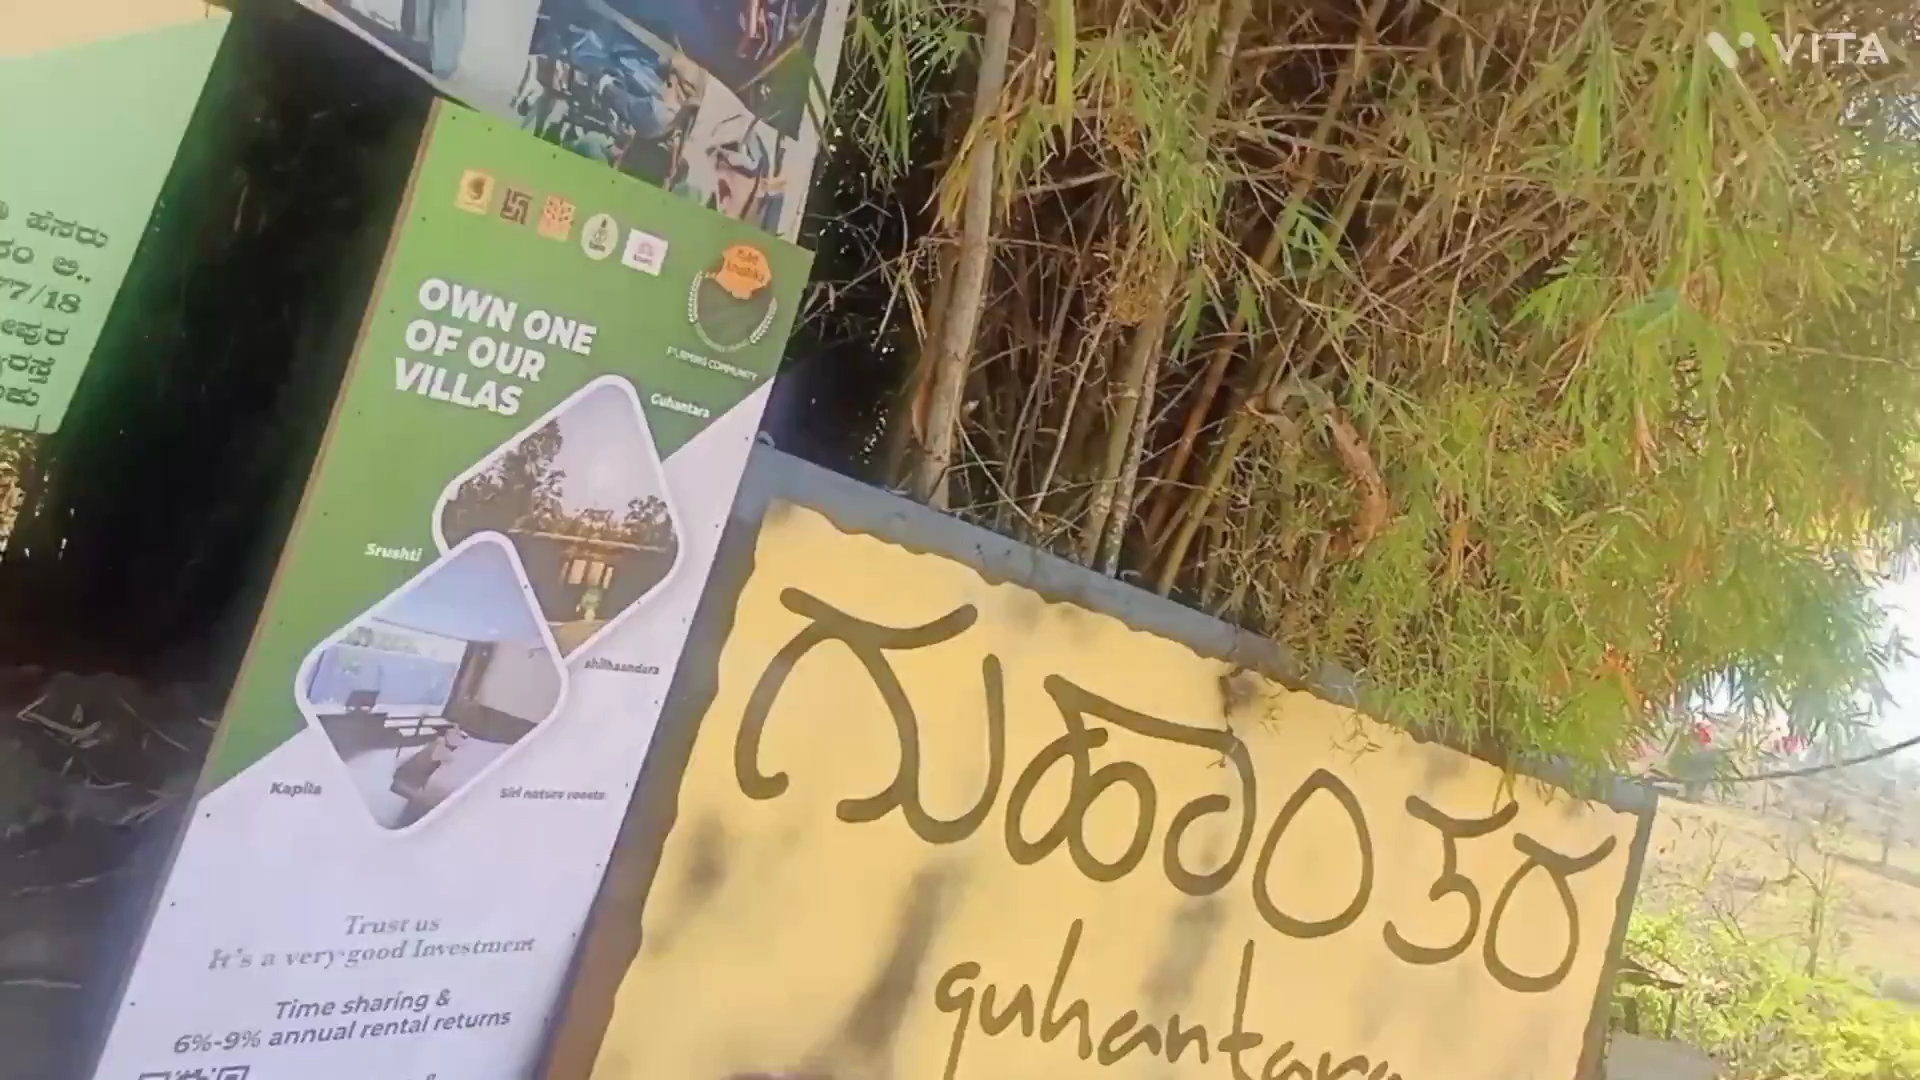 ಹೆಸರು
7/18
OWN ONE
OF OUR
VILLAS
FARMING COMMUNITY
Guhantara
Srushti
shilhaandara
Kapila
Siri nature roosts
Trust us
It's a very good Investment
Time sharing &
6%-9% annual rental returns
&
ಗುಹಾಂತರ
guhantara
VITA